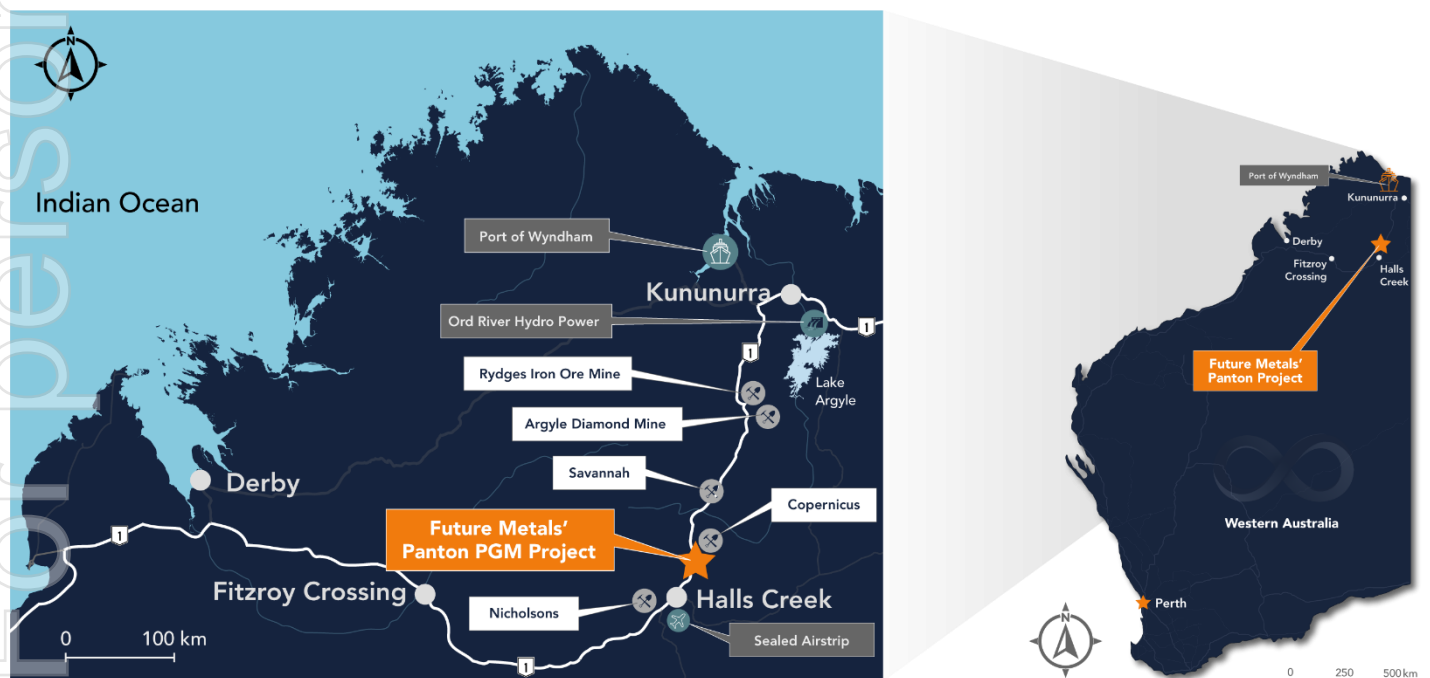 For person
N
Indian Ocean
Port of Wyndham
Kununurra
Ord River Hydro Power
1
1
Rydges Iron Ore Mine
Lake
Argyle
Argyle Diamond Mine
Savannah
Derby
Copernicus
Future Metals'
Panton PGM Project
1
Fitzroy Crossing
Halls Creek
Nicholsons
Sealed Airstrip
0 100 km
1
Port of Wyndham
Kununurra
Derby
Fitzroy
Crossing
Halls
Creek
Future Metals'
Panton Project
Western Australia
Perth
N
0 250 500 km